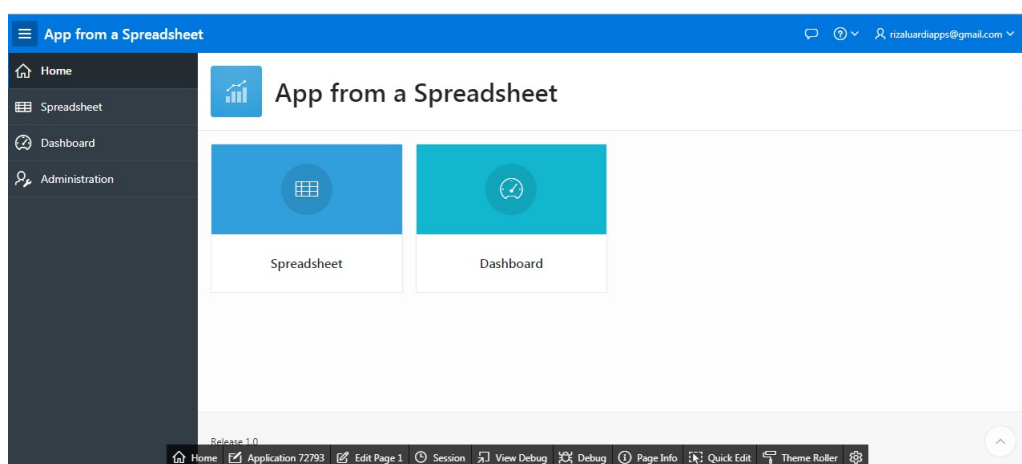 App from a Spreadsheet
rizaluardiapps@gmail.com
Home
Spreadsheet
Dashboard
Administration
App from a Spreadsheet
Spreadsheet
Dashboard
Release 1.0
Home Application 72793 Edit Page 1 Session View Debug Debug Page Info Quick Edit Theme Roller